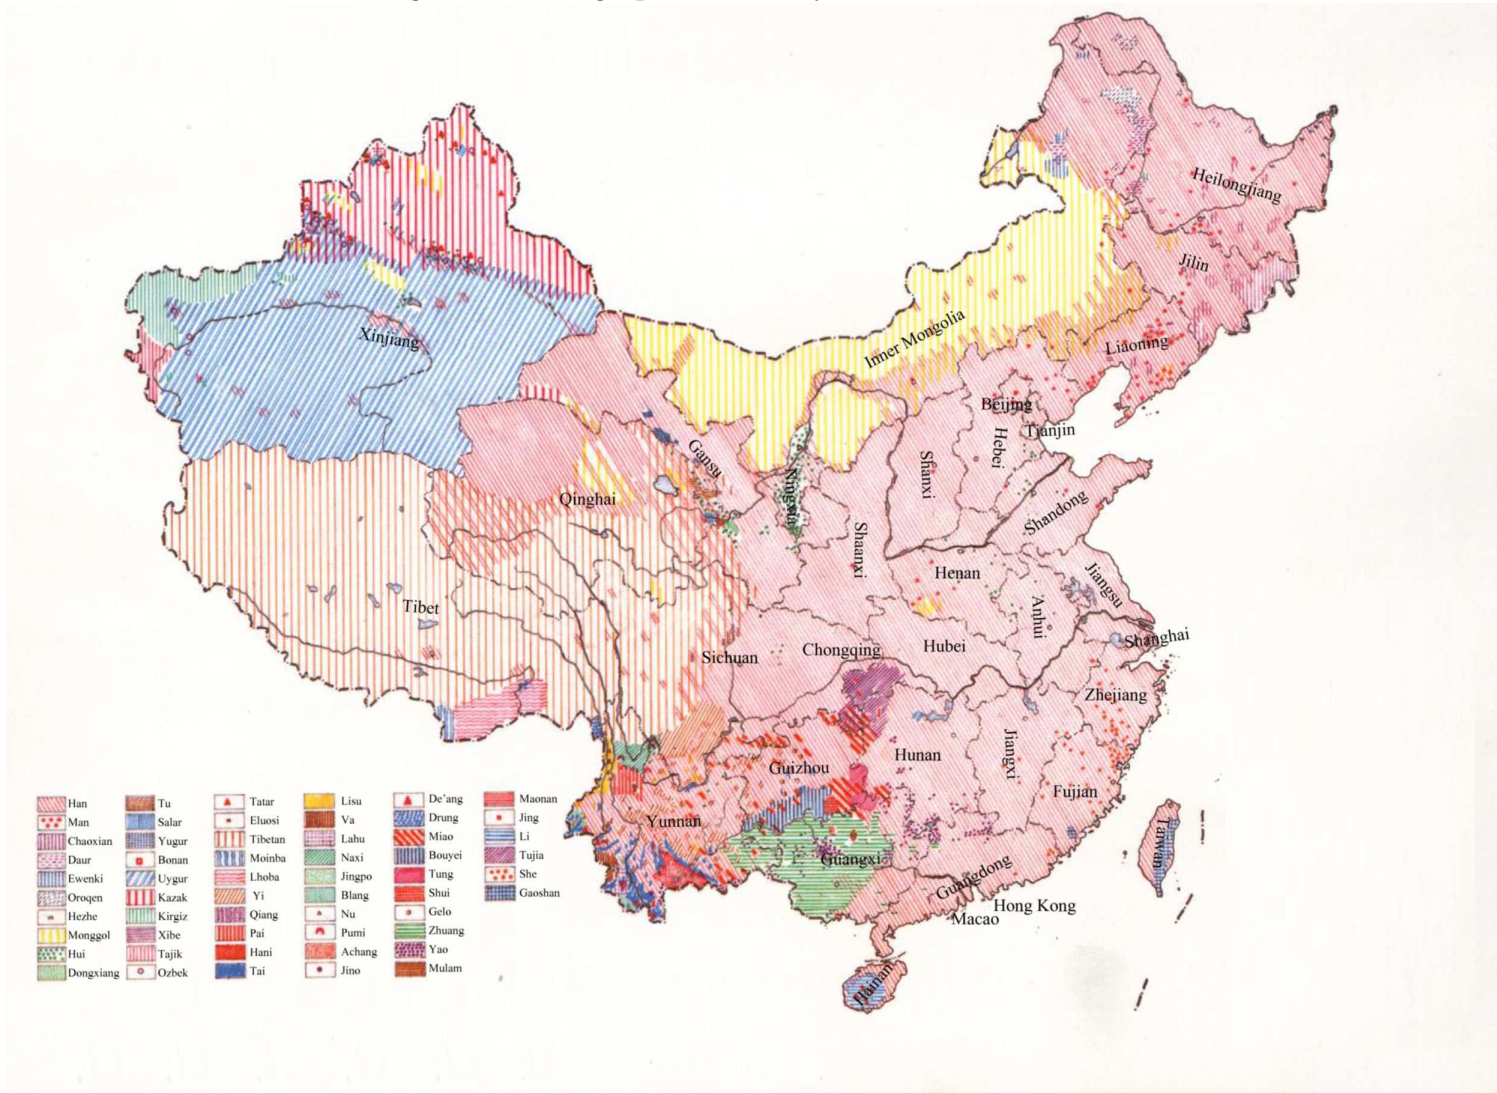 Heilongjiang
Jilin
Liaoning
Inner Mongolia
Xinjiang
Beijing
Tianjin
Hebei
Shanxi
Gansu
Ningxia
Qinghai
Shandong
Shaanxi
Henan
Jiangsu
Anhui
Tibet
Shanghai
Sichuan
Chongqing
Hubei
Zhejiang
Hunan
Jiangxi
Guizhou
Fujian
Yunnan
Guangxi
Taiwan
Guangdong
Hong Kong
Macao
Hainan
Han
Man
Chaoxian
Daur
Ewenki
Oroqen
Hezhe
Monggol
Hui
Dongxiang
Tu
Salar
Yugur
Bonan
Uygur
Kazak
Kirgiz
Xibe
Tajik
Ozbek
Tatar
Eluosi
Tibetan
Moinba
Lhoba
Yi
Qiang
Pai
Hani
Tai
Lisu
Va
Lahu
Naxi
Jingpo
Blang
Nu
Pumi
Achang
Jino
De'ang
Drung
Miao
Bouyei
Tung
Shui
Gelo
Zhuang
Yao
Mulam
Maonan
Jing
Li
Tujia
She
Gaoshan